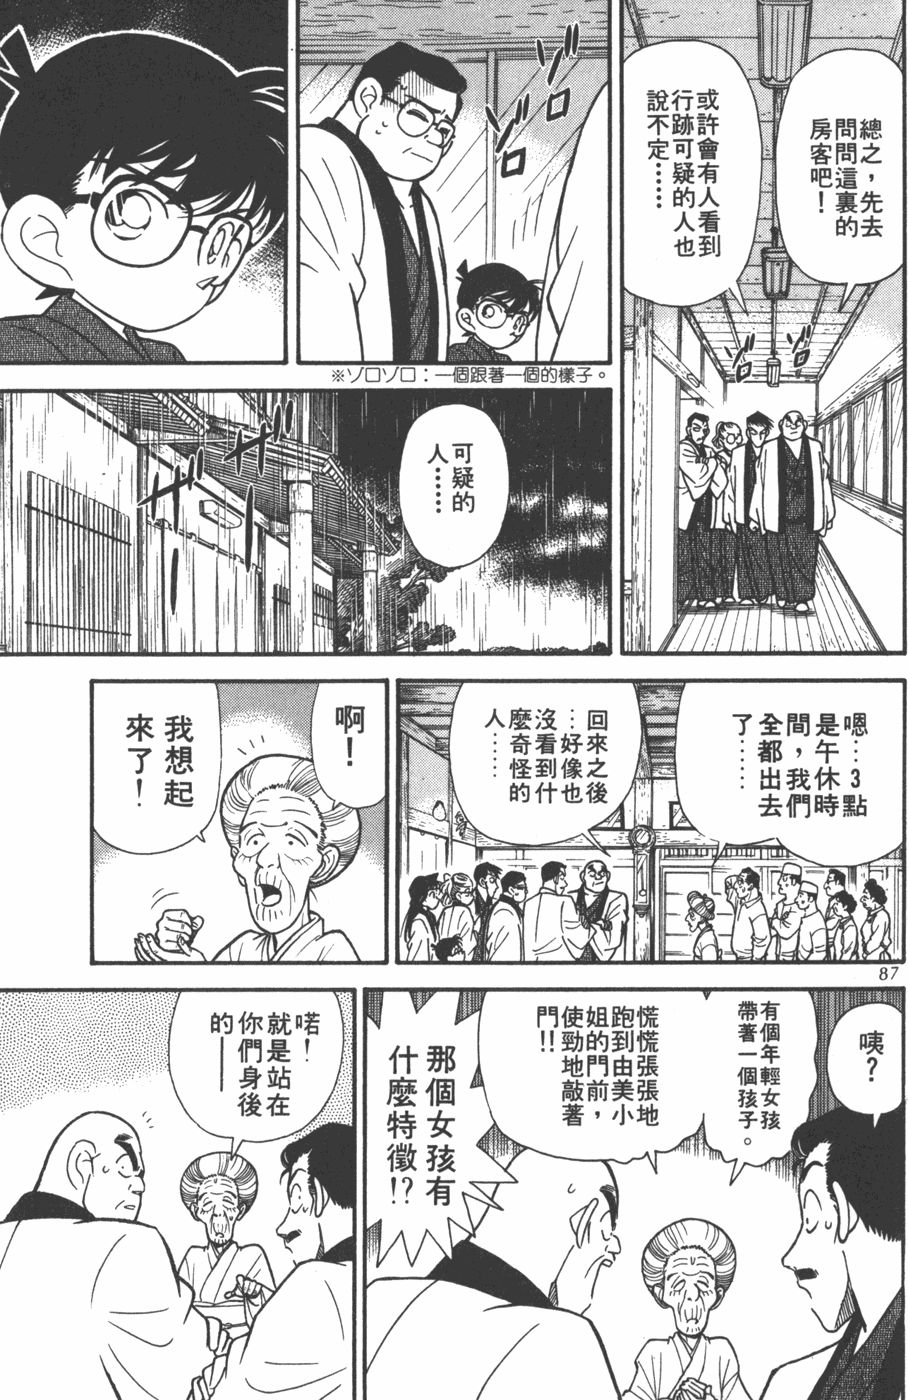 總之，先去
問問這裏的
房客吧！
或許會有人看到
行跡可疑的人也
說不定……
ゾロゾロ
ゾロ
ゾロ
※ゾロゾロ：一個跟著一個的樣子。
可疑的
人……
ザァ
ザァ
嗯…3點
是午休時
間，我們
全都出去
了……
回來之後
…好像也
沒看到什
麼奇怪的
人……
啊！
我想起
來了！
87
咦？
有個年輕女孩
帶著一個孩子。
慌慌張張地
跑到由美小
姐的門前，
使勁地敲著
門!!
那個女孩有
什麼特徵!?
喏！
就是站在
你們身後
的——